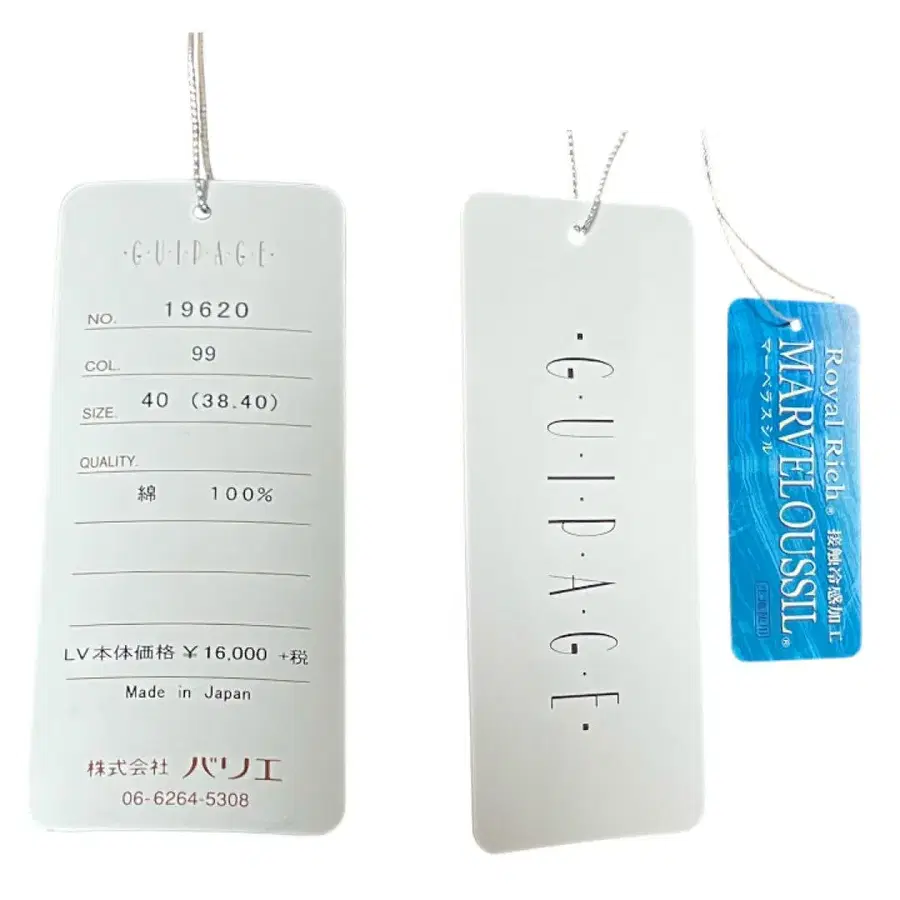 ·G·U·I·P·A·G·E·
NO. 19620
COL. 99
SIZE. 40 (38.40)
QUALITY.
綿 100%
LV本体価格 ¥16,000 +税
Made in Japan
株式会社 バリエ
06-6264-5308
·G·U·I·P·A·G·E·
Royal Rich® 接触冷感加工
MARVELOUSSIL®
マーベラスシル